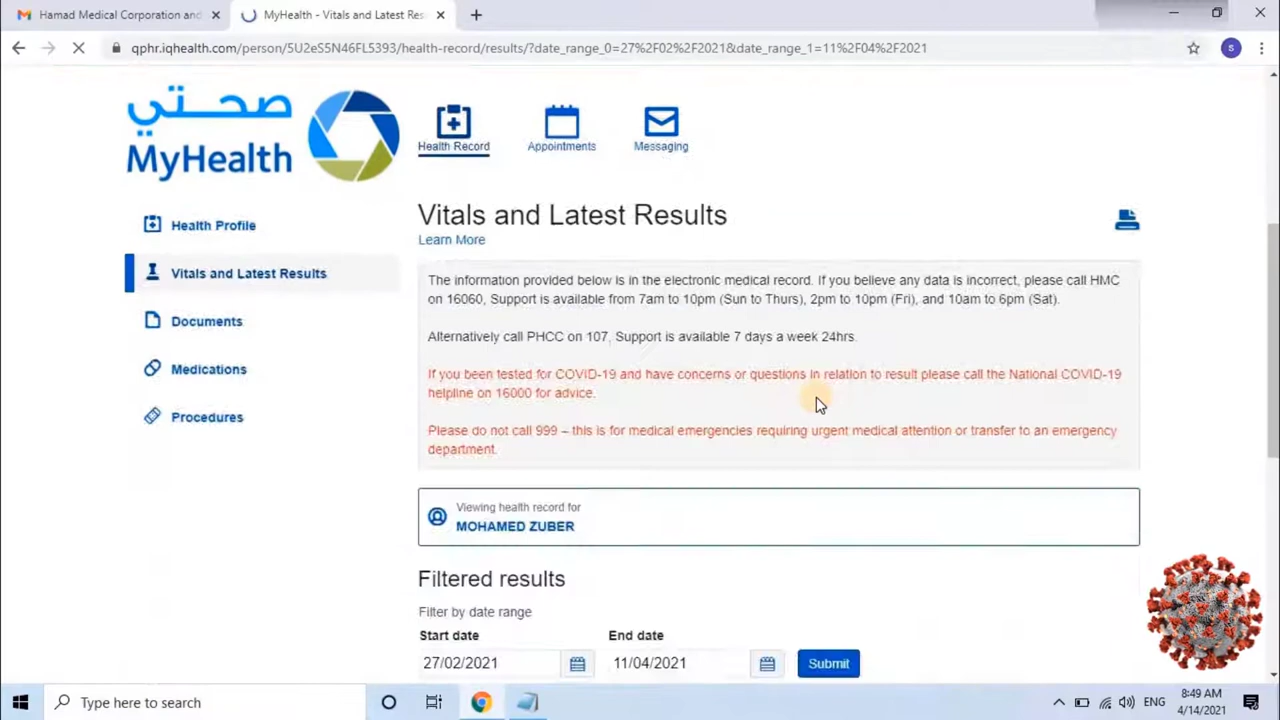 Hamad Medical Corporation and
MyHealth - Vitals and Latest Res
qphr.iqhealth.com/person/5U2eS5N46FL5393/health-record/results/?date_range_0=27%2F02%2F2021&date_range_1=11%2F04%2F2021
S
صحتي
MyHealth
Health Record
Appointments
Messaging
Health Profile
Vitals and Latest Results
Documents
Medications
Procedures
Vitals and Latest Results
Learn More
The information provided below is in the electronic medical record. If you believe any data is incorrect, please call HMC
on 16060, Support is available from 7am to 10pm (Sun to Thurs), 2pm to 10pm (Fri), and 10am to 6pm (Sat).
Alternatively call PHCC on 107, Support is available 7 days a week 24hrs.
If you been tested for COVID-19 and have concerns or questions in relation to result please call the National COVID-19
helpline on 16000 for advice.
Please do not call 999 – this is for medical emergencies requiring urgent medical attention or transfer to an emergency
department.
Viewing health record for
MOHAMED ZUBER
Filtered results
Filter by date range
Start date
End date
27/02/2021
11/04/2021
Submit
Type here to search
ENG
8:49 AM
4/14/2021